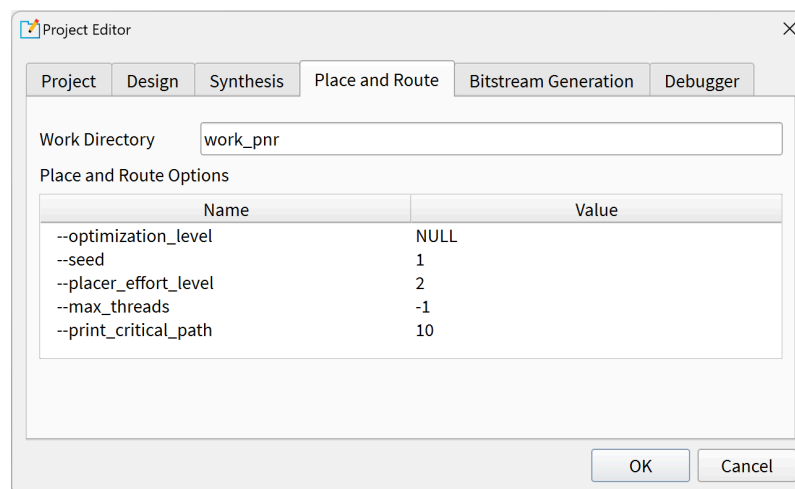 Project Editor
Project Design Synthesis Place and Route Bitstream Generation Debugger
Work Directory work_pnr
Place and Route Options
Name Value
--optimization_level NULL
--seed 1
--placer_effort_level 2
--max_threads -1
--print_critical_path 10
OK Cancel